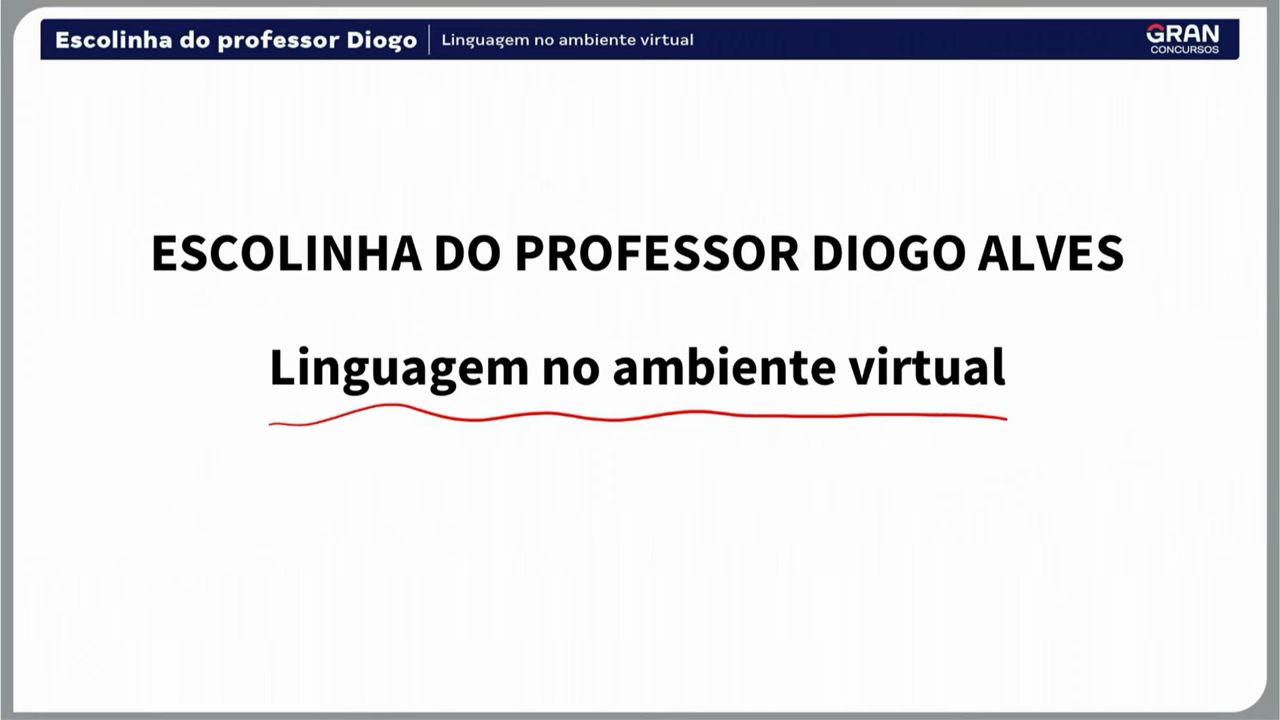 Escolinha do professor Diogo
Linguagem no ambiente virtual
GRAN
CONCURSOS
ESCOLINHA DO PROFESSOR DIOGO ALVES
Linguagem no ambiente virtual